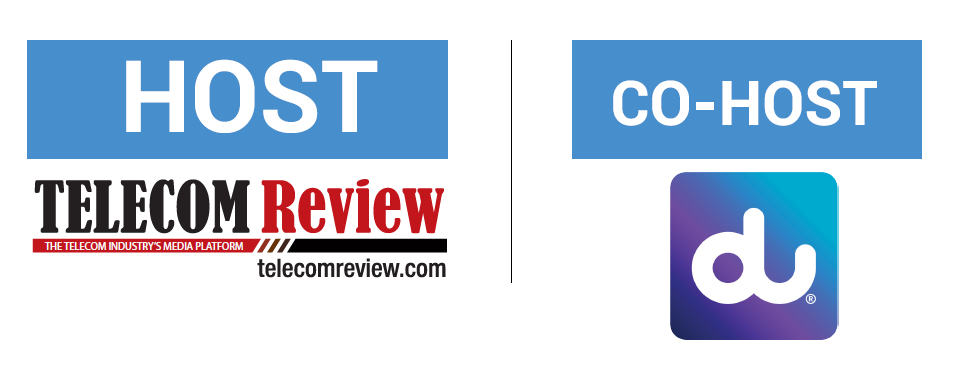 HOST
TELECOM Review
THE TELECOM INDUSTRY'S MEDIA PLATFORM
telecomreview.com
CO-HOST
du®